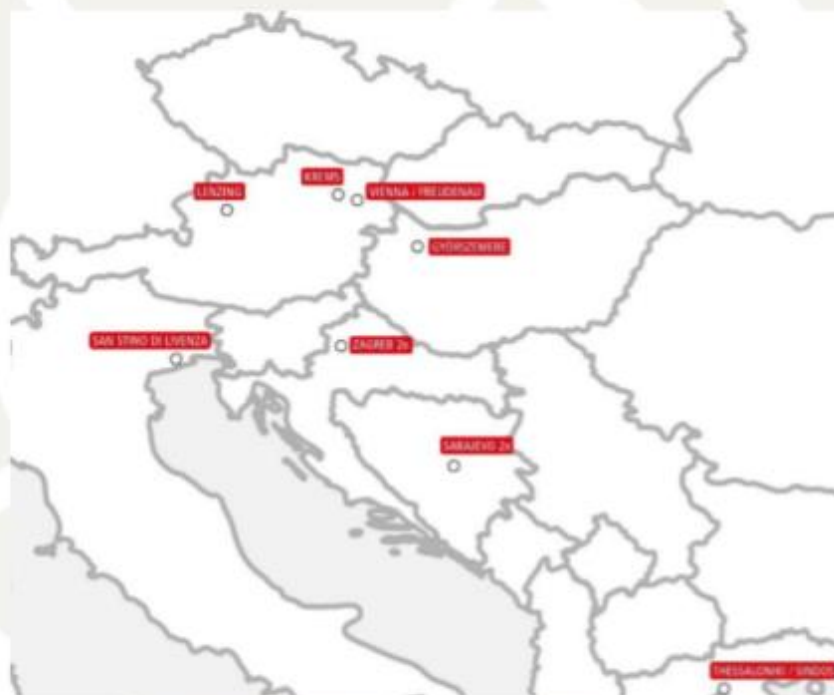 KREMS
LENZING
VIENNA / FREUDENAU
GYŐRSZEMERE
SAN STINO DI LIVENZA
ZAGREB 2x
SARAJEVO 2x
THESSALONIKI / SINDOS